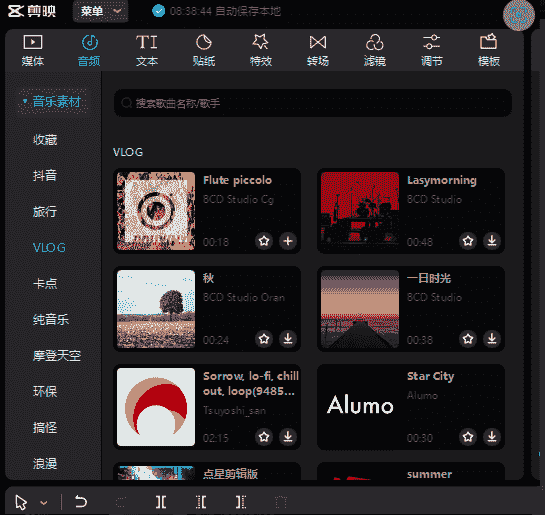 剪映 菜单 08:38:44 自动保存本地
媒体 音频 文本 贴纸 特效 转场 滤镜 调节 模板
音乐素材
收藏
抖音
旅行
VLOG
卡点
纯音乐
摩登天空
环保
搞怪
浪漫
搜索歌曲名称/歌手
VLOG
Flute piccolo
BCD Studio Cg
00:18
Lasymorning
BCD Studio
00:48
秋
BCD Studio Oran
00:24
一日时光
BCD Studio
00:38
Sorrow, lo-fi, chill
out, loop(9485...
Tsuyoshi_san
02:15
Alumo
Star City
Alumo
00:30
点星剪辑版
summer